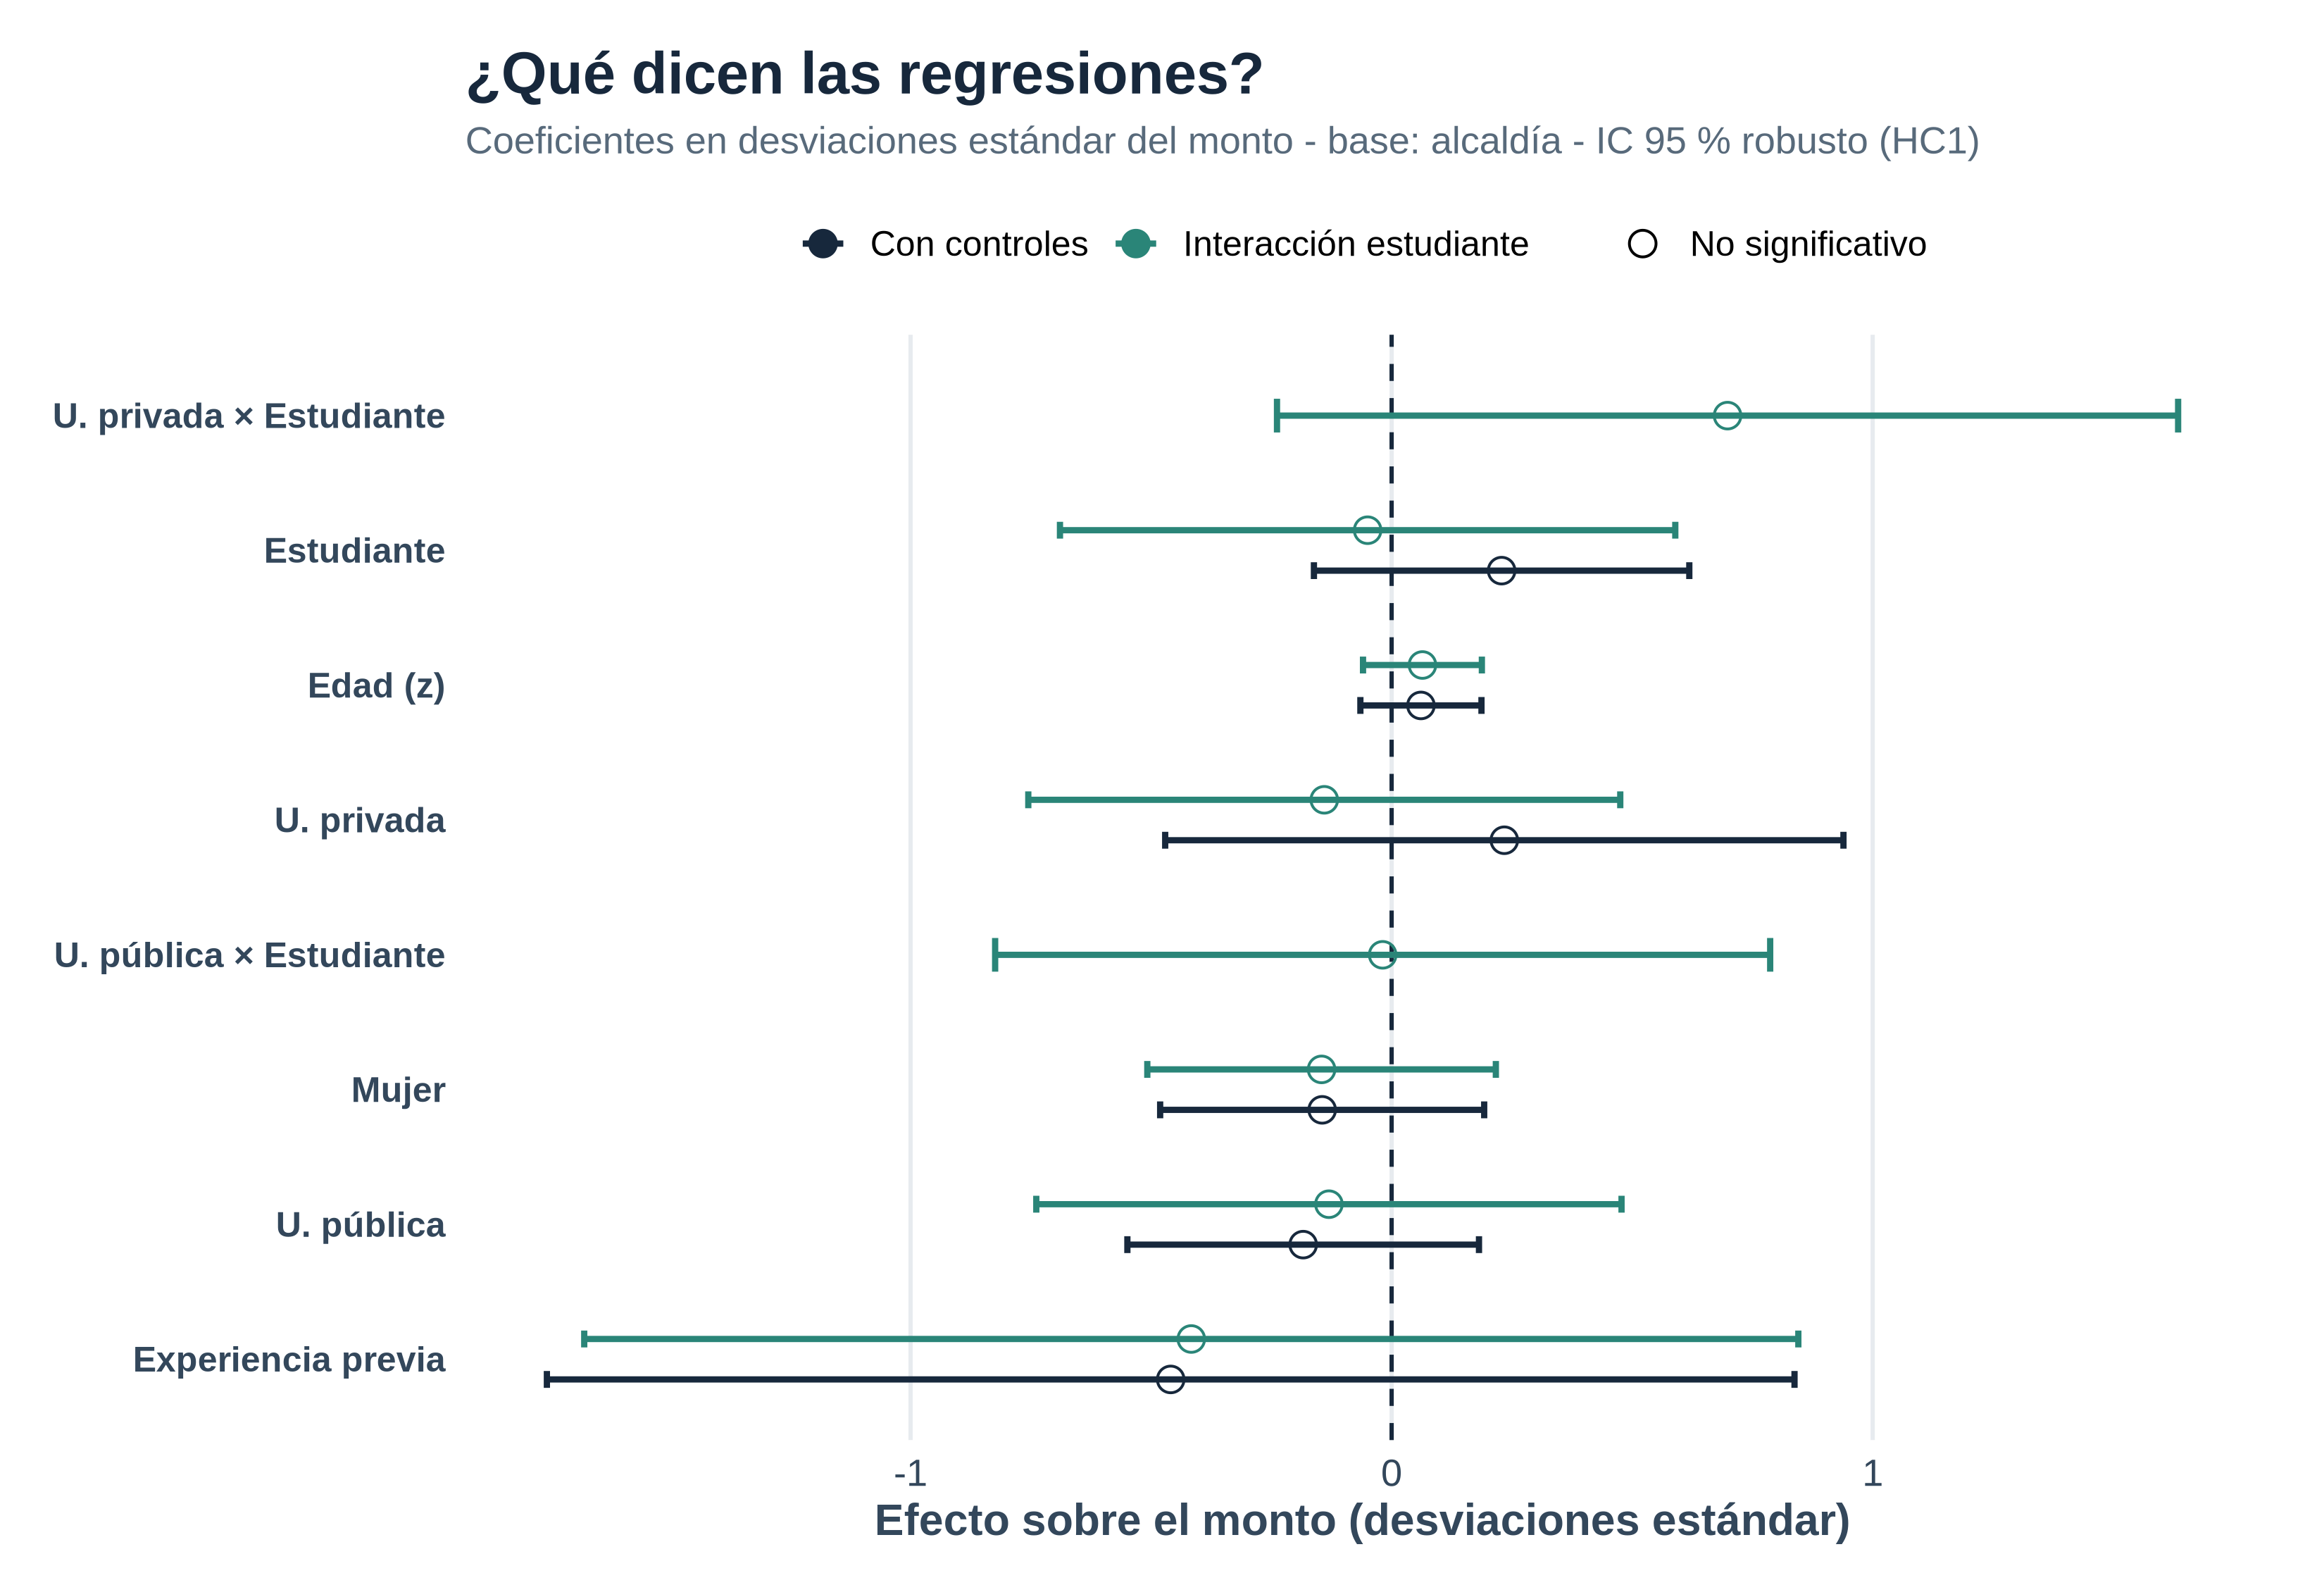 ¿Qué dicen las regresiones?
Coeficientes en desviaciones estándar del monto - base: alcaldía - IC 95 % robusto (HC1)
Con controles Interacción estudiante No significativo
U. privada × Estudiante
Estudiante
Edad (z)
U. privada
U. pública × Estudiante
Mujer
U. pública
Experiencia previa
-1 0 1
Efecto sobre el monto (desviaciones estándar)